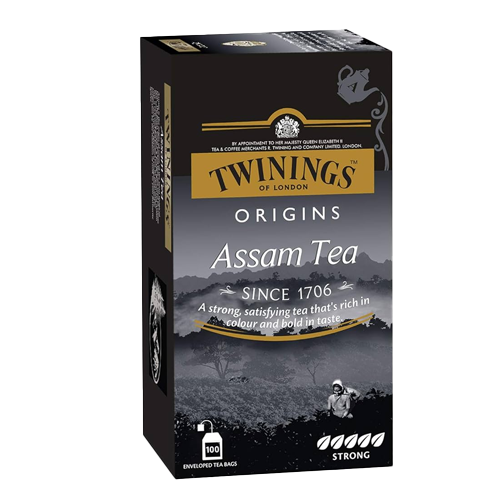 BY APPOINTMENT TO HER MAJESTY QUEEN ELIZABETH II
TEA & COFFEE MERCHANTS R. TWINING AND COMPANY LIMITED, LONDON.
TWININGS™
OF LONDON
ORIGINS
Assam Tea
SINCE 1706
A strong, satisfying tea that's rich in
colour and bold in taste.
100
ENVELOPED TEA BAGS
STRONG
TWININGS